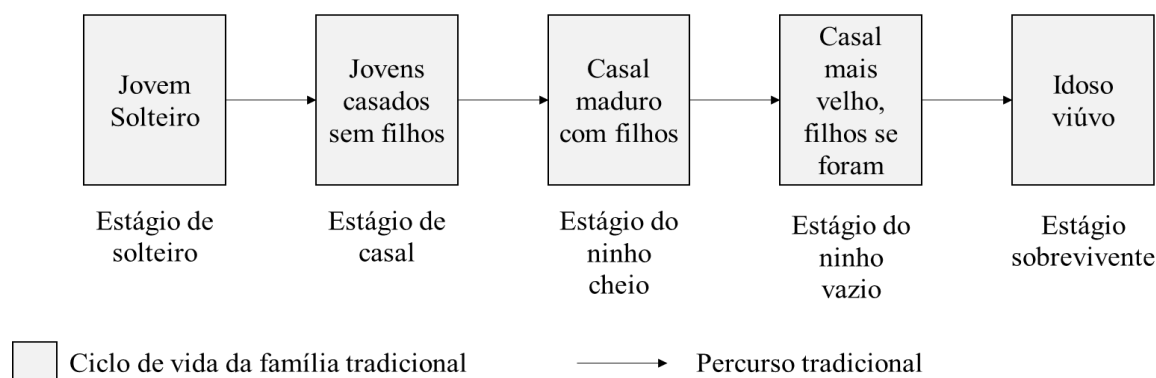 Jovem
Solteiro
Jovens
casados
sem filhos
Casal
maduro
com filhos
Casal
mais
velho,
filhos se
foram
Idoso
viúvo
Estágio de
solteiro
Estágio de
casal
Estágio do
ninho
cheio
Estágio do
ninho
vazio
Estágio
sobrevivente
Ciclo de vida da família tradicional
Percurso tradicional